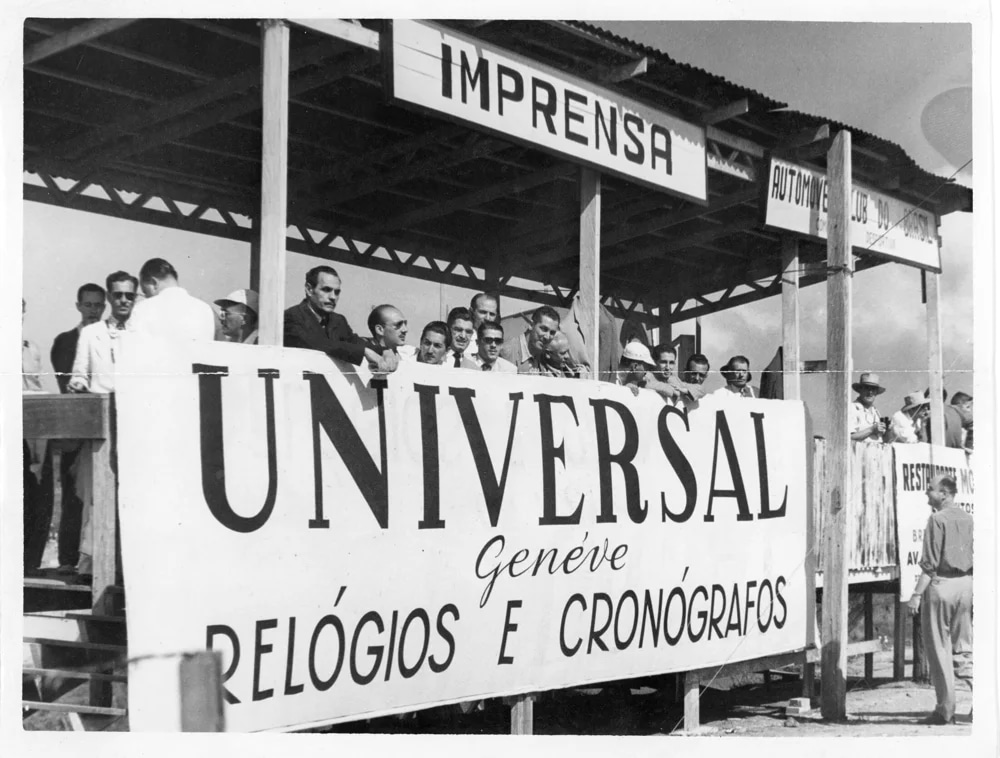 IMPRENSA
AUTOMOVEL CLUB DO BRASIL
UNIVERSAL
Genéve
RELÓGIOS E CRONÓGRAFOS
RESTAURANTE